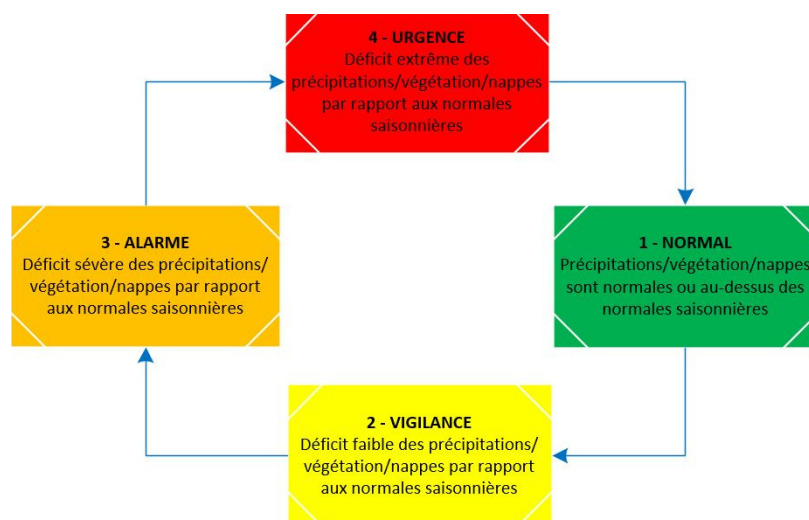 4 - URGENCE
Déficit extrême des
précipitations/végétation/nappes
par rapport aux normales
saisonnières
3 - ALARME
Déficit sévère des précipitations/
végétation/nappes par rapport
aux normales saisonnières
1 - NORMAL
Précipitations/végétation/nappes
sont normales ou au-dessus des
normales saisonnières
2 - VIGILANCE
Déficit faible des précipitations/
végétation/nappes par rapport
aux normales saisonnières